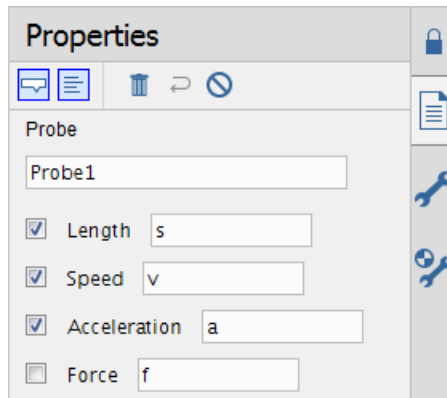 Properties
Probe
Probe1
Length s
Speed v
Acceleration a
Force f